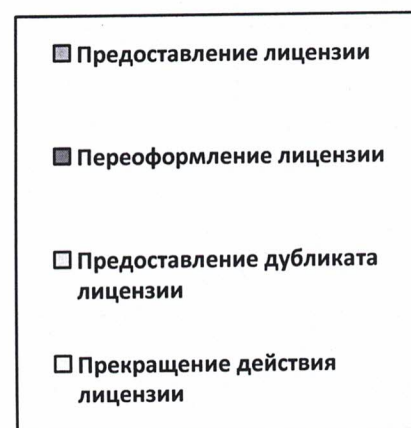 Предоставление лицензии
Переоформление лицензии
Предоставление дубликата
лицензии
Прекращение действия
лицензии